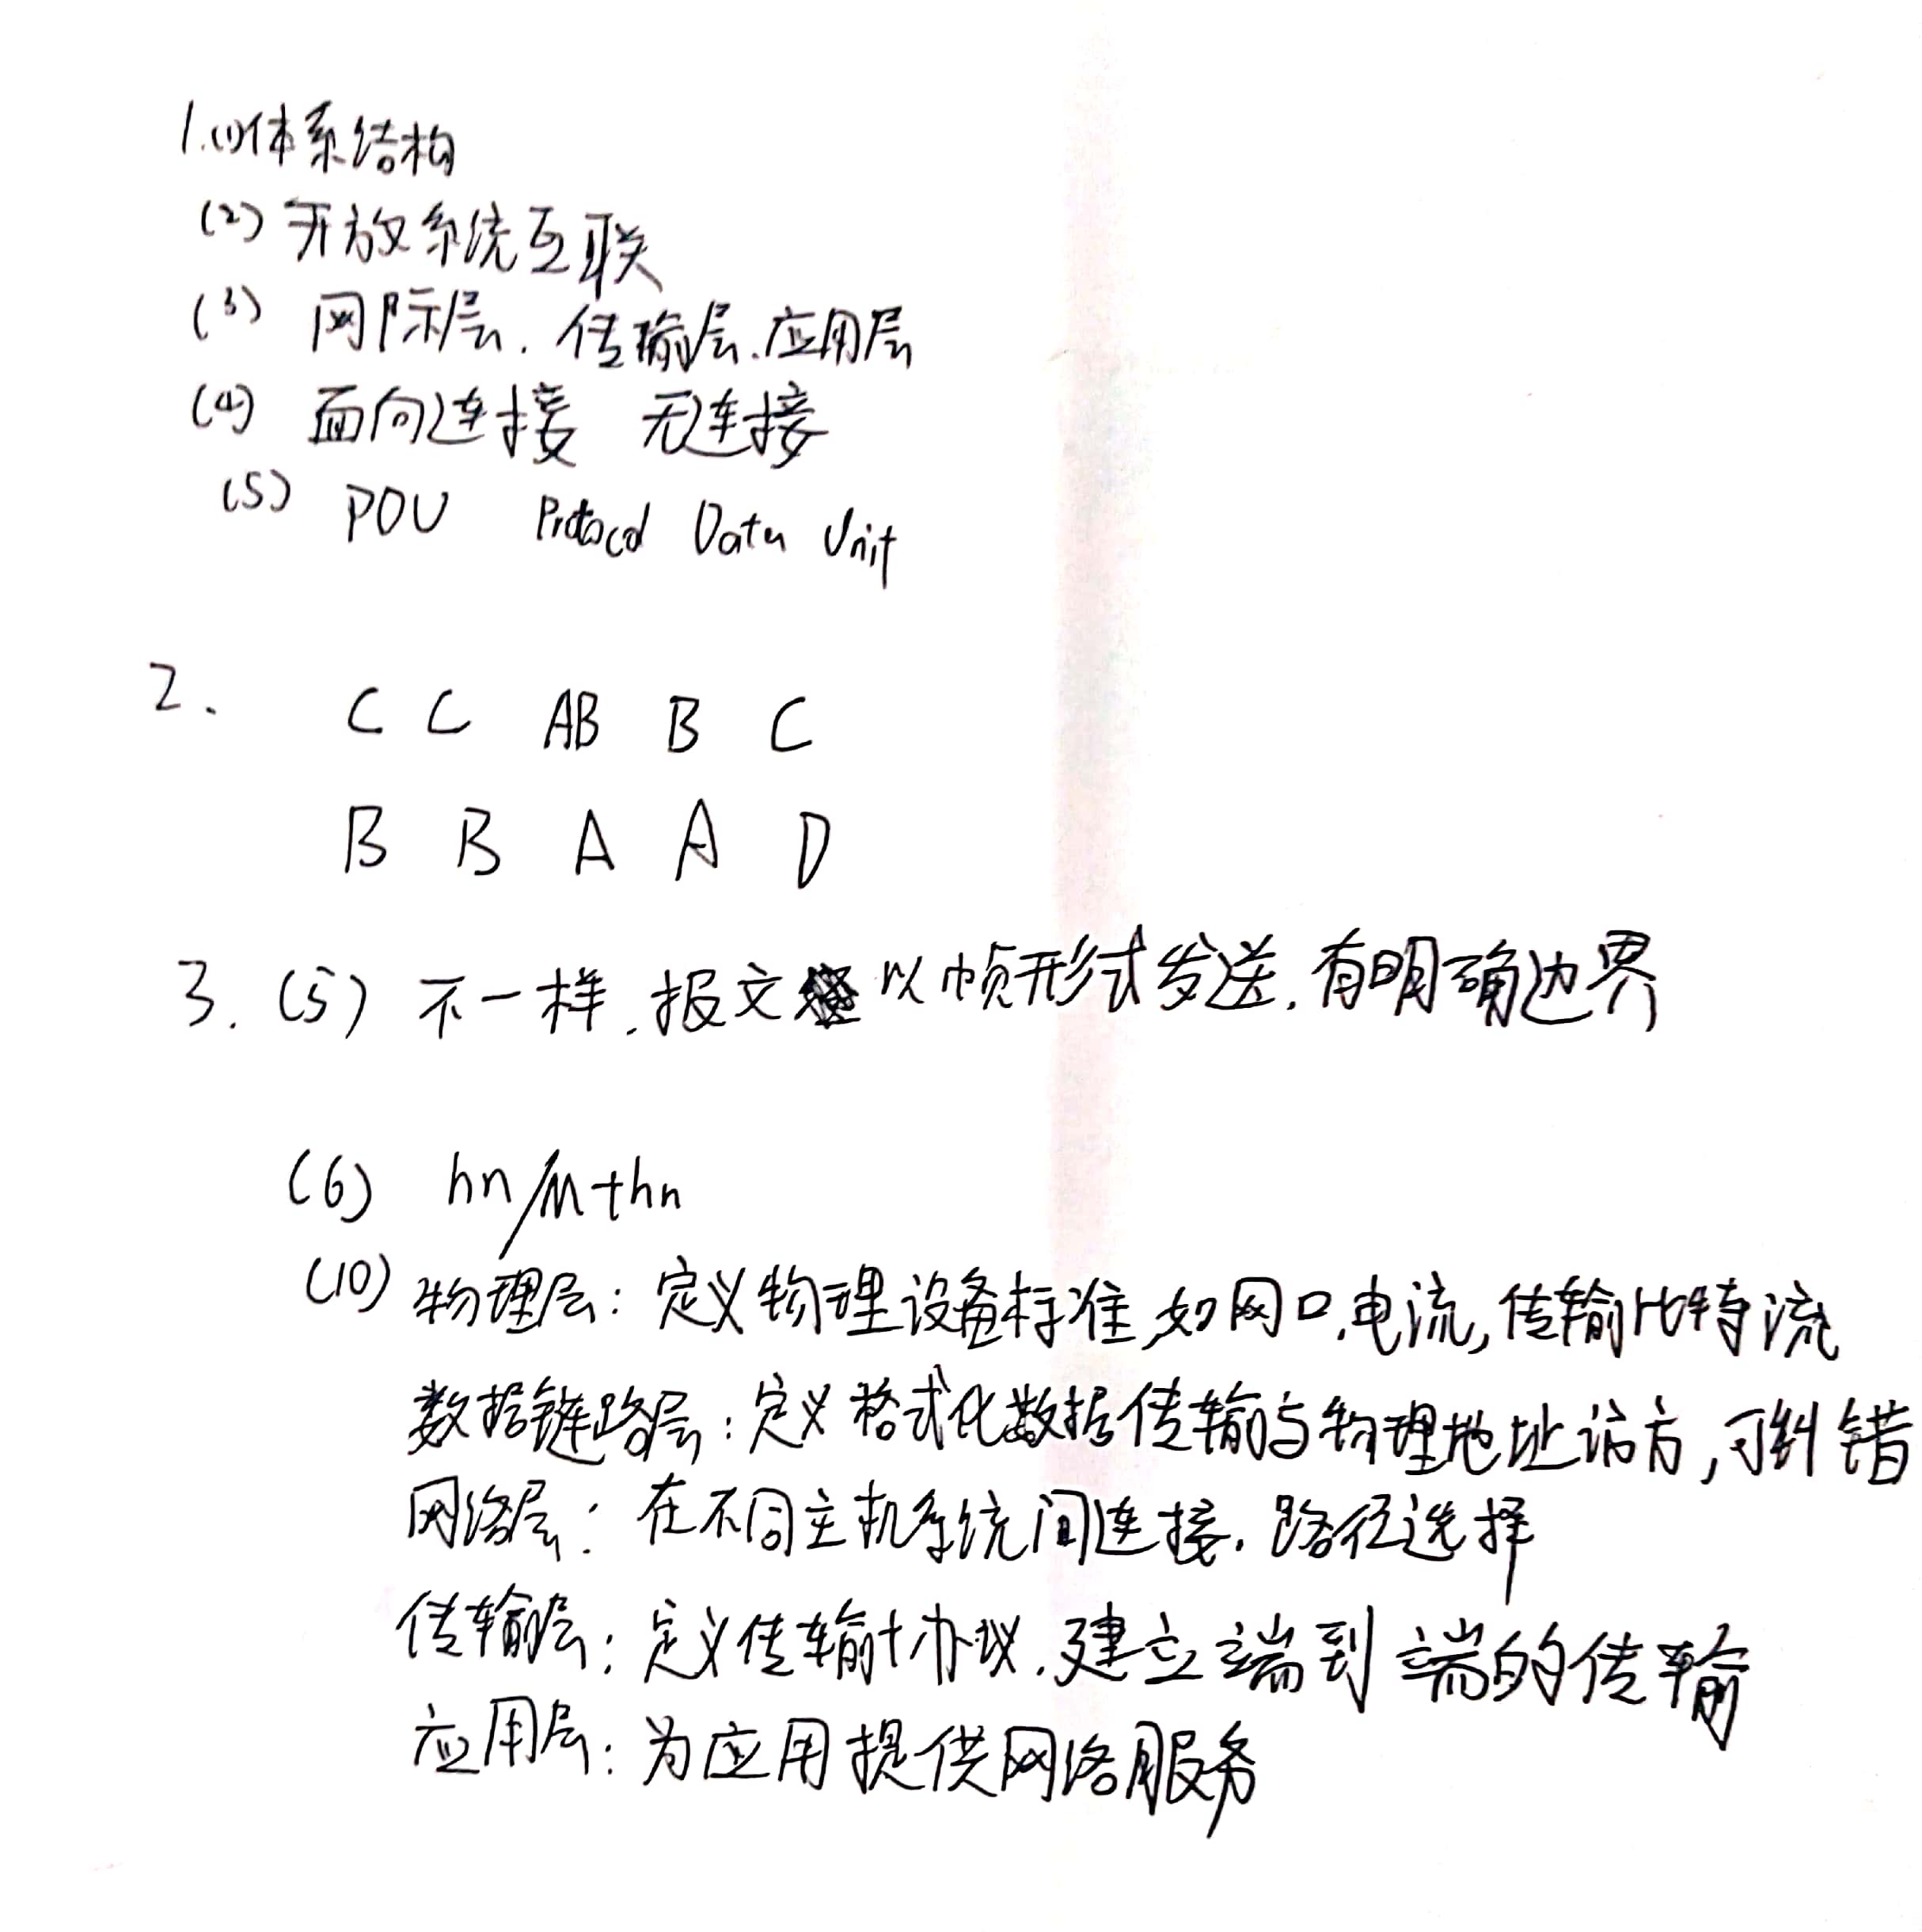 1.(1)体系结构
(2) 开放系统互联
(3) 网际层.传输层.应用层
(4) 面向连接 无连接
(5) PDU Protocol Data Unit
2. C C AB B C
B B A A D
3.(5) 不一样.报文以帧形式发送.有明确边界
(6) hn/M+hn
(10) 物理层:定义物理设备标准,如网口.电流,传输比特流
数据链路层:定义格式化数据传输与物理地址访方,可纠错
网络层:在不同主机系统间连接.路径选择
传输层:定义传输协议.建立端到端的传输
应用层:为应用提供网络服务